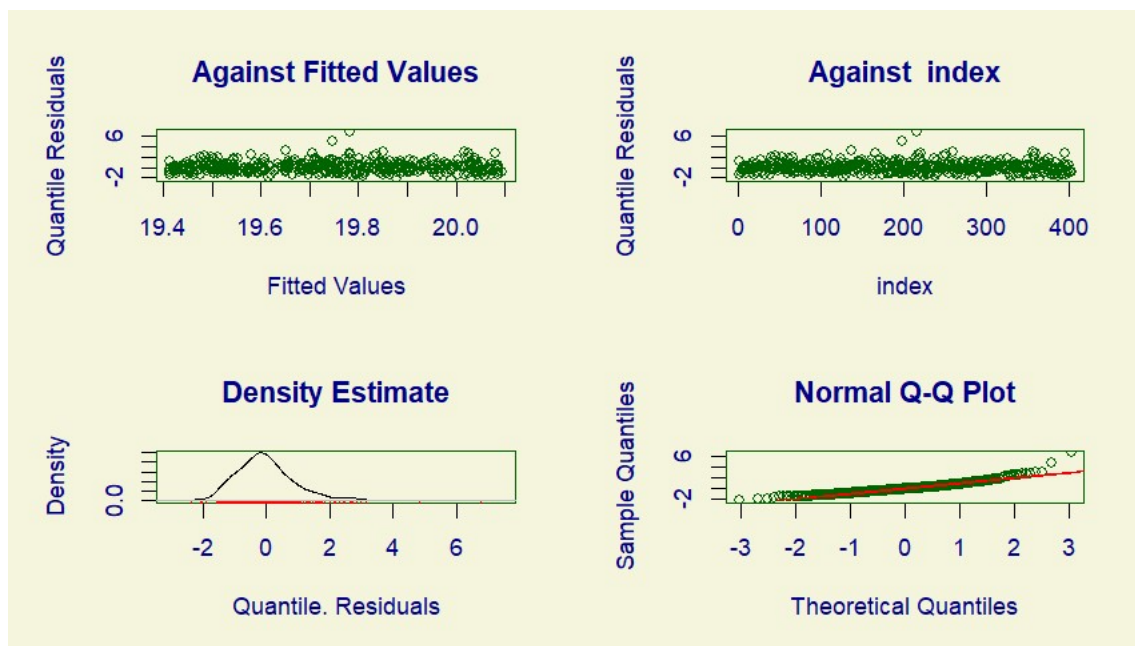 Against Fitted Values
Quantile Residuals
6
-2
19.4 19.6 19.8 20.0
Fitted Values
Against index
Quantile Residuals
6
-2
0 100 200 300 400
index
Density Estimate
Density
0.0
-2 0 2 4 6
Quantile. Residuals
Normal Q-Q Plot
Sample Quantiles
6
-2
-3 -2 -1 0 1 2 3
Theoretical Quantiles